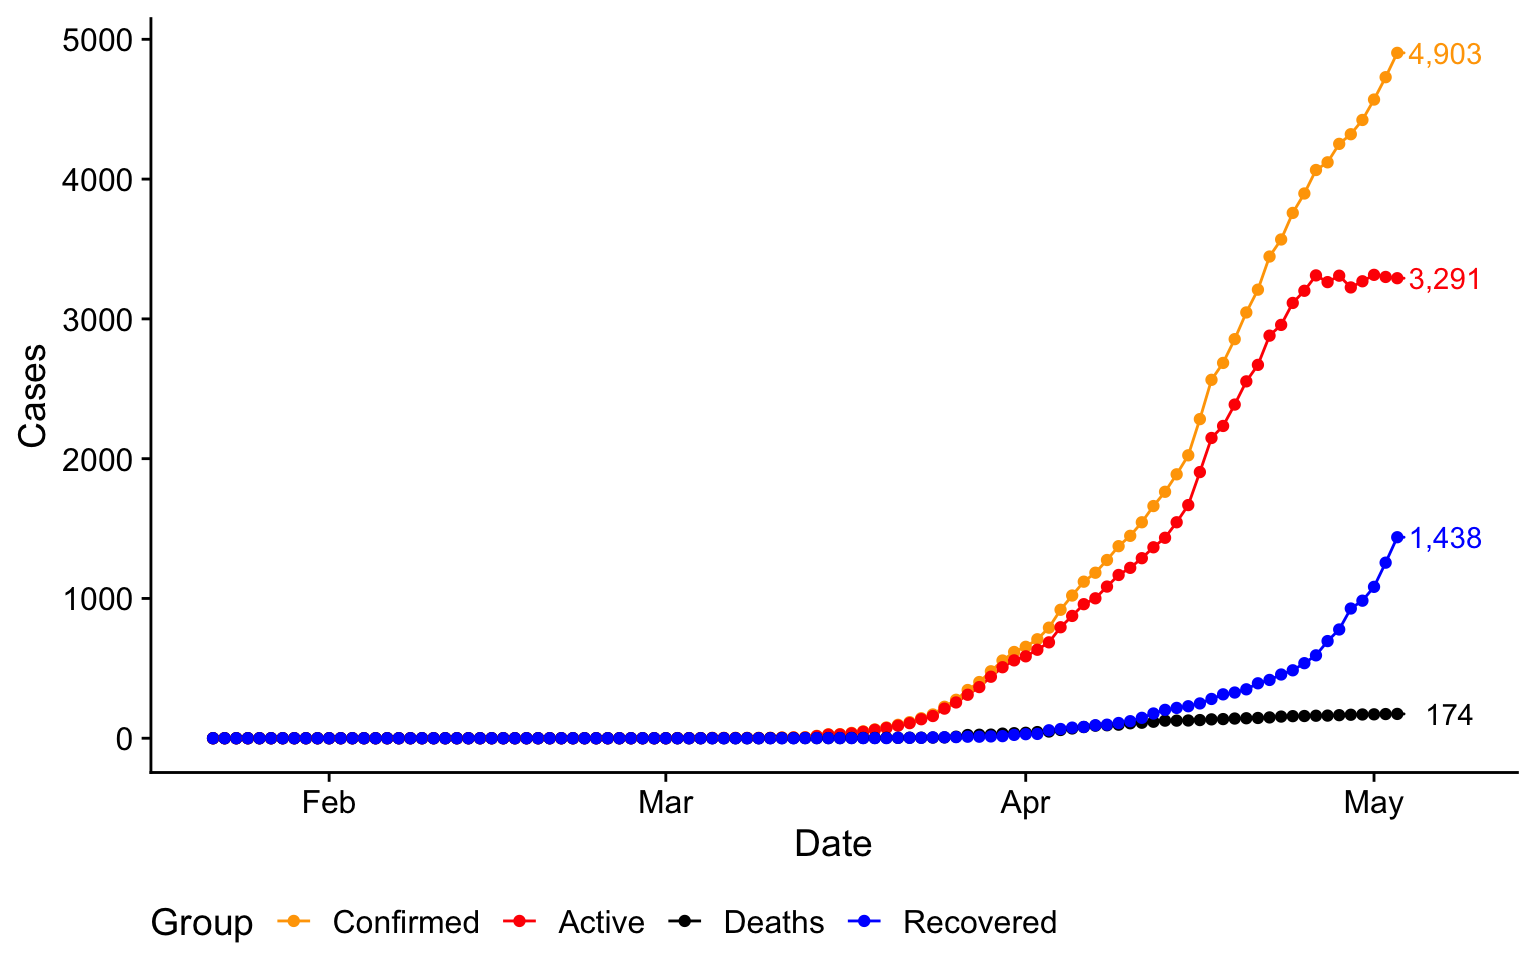 5000
4,903
4000
3,291
3000
Cases
2000
1,438
1000
174
0
Feb Mar Apr May
Date
Group Confirmed Active Deaths Recovered